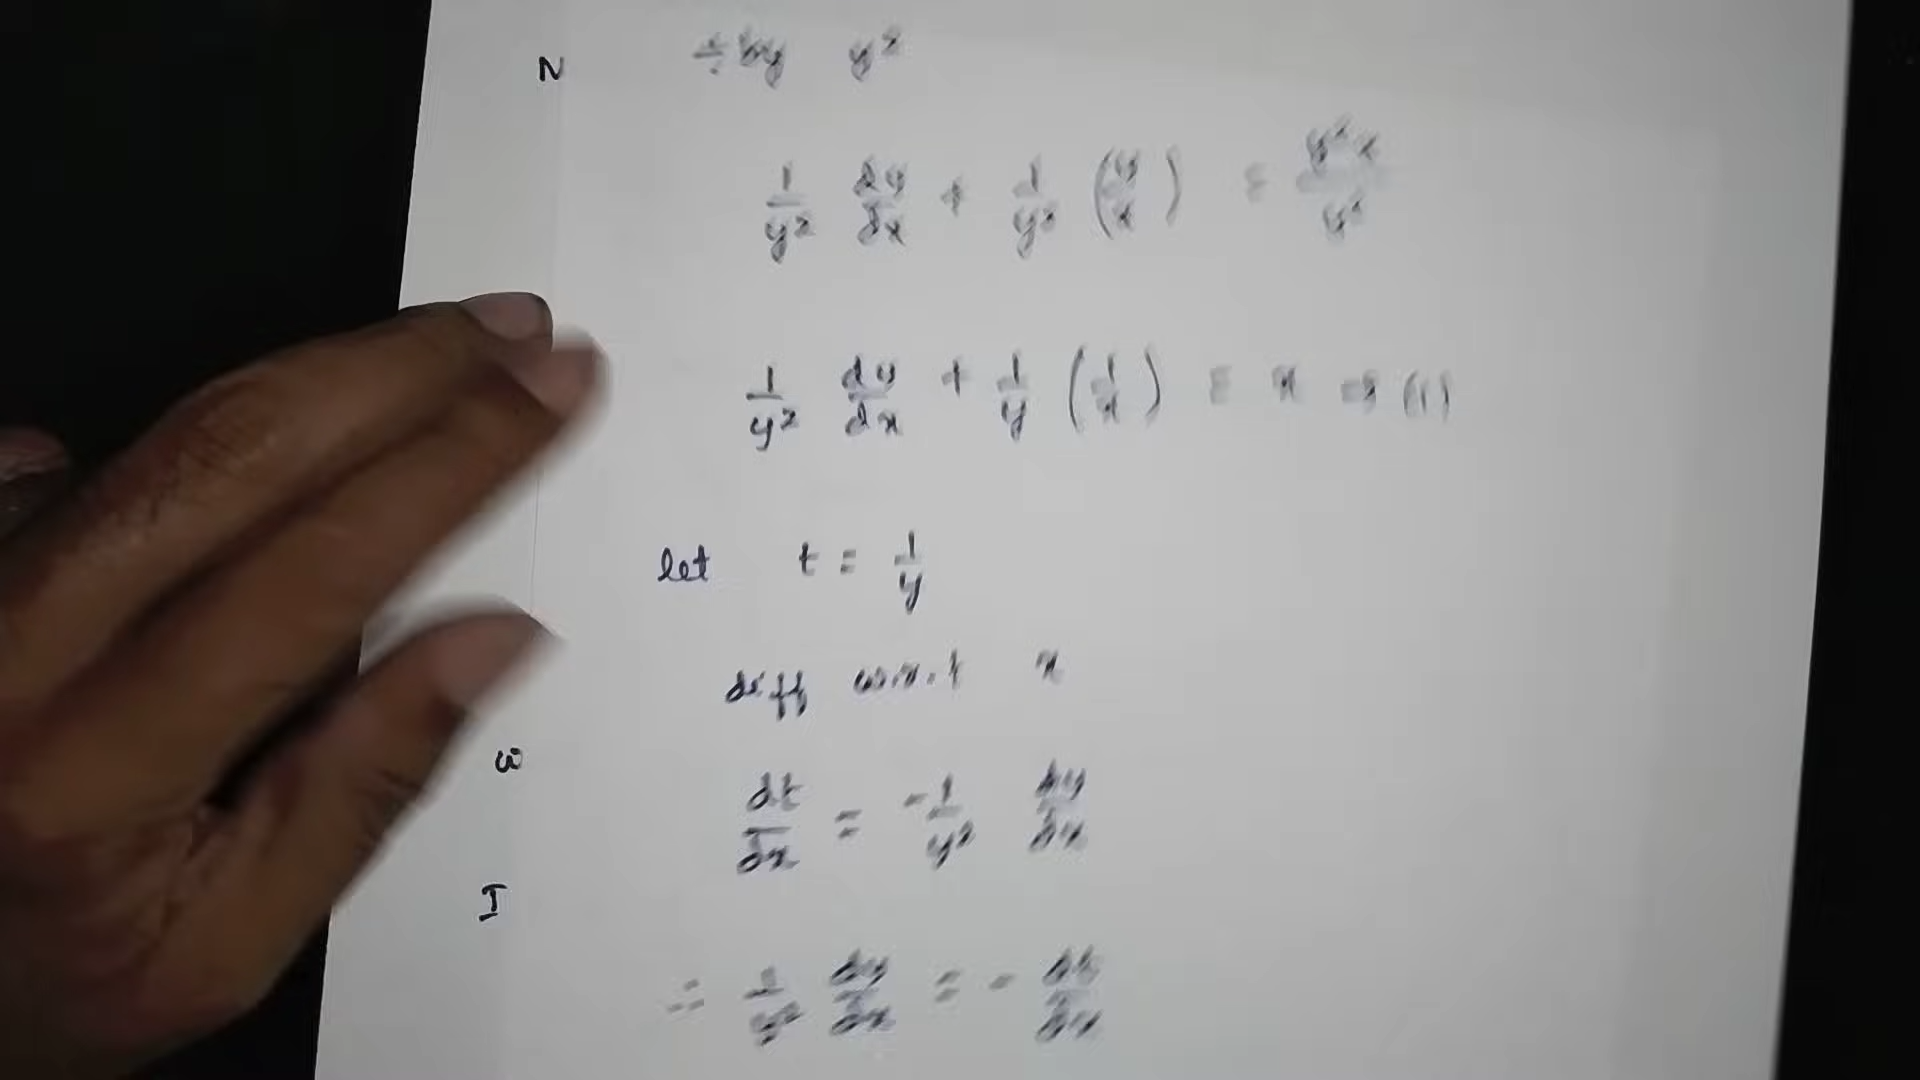 ÷ by y²
1/y² dy/dx + 1/y² (y/x) = y²x/y²
1/y² dy/dx + 1/y (1/x) = x → (1)
let t = 1/y
diff w.r.t x
dt/dx = -1/y² dy/dx
∴ 1/y² dy/dx = - dt/dx